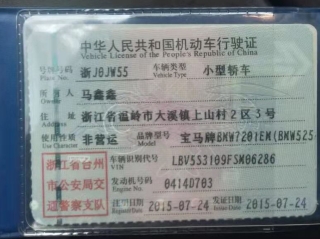 中华人民共和国机动车行驶证
Vehicle License of the People's Republic of China
号牌号码 浙J0JW55 车辆类型 小型轿车
Plate No. Vehicle Type
所有人 马鑫鑫
Owner
住址 浙江省温岭市大溪镇上山村2区3号
Address
使用性质 非营运 品牌型号 宝马牌BMW7201EM(BMW525
Use Character Model
浙江省台州市公安局交通警察支队
车辆识别代号 LBV5S3109FSM06286
VIN
发动机号码 0414D703
Engine No.
注册日期 2015-07-24 发证日期 2015-07-24
Register Date Issue Date